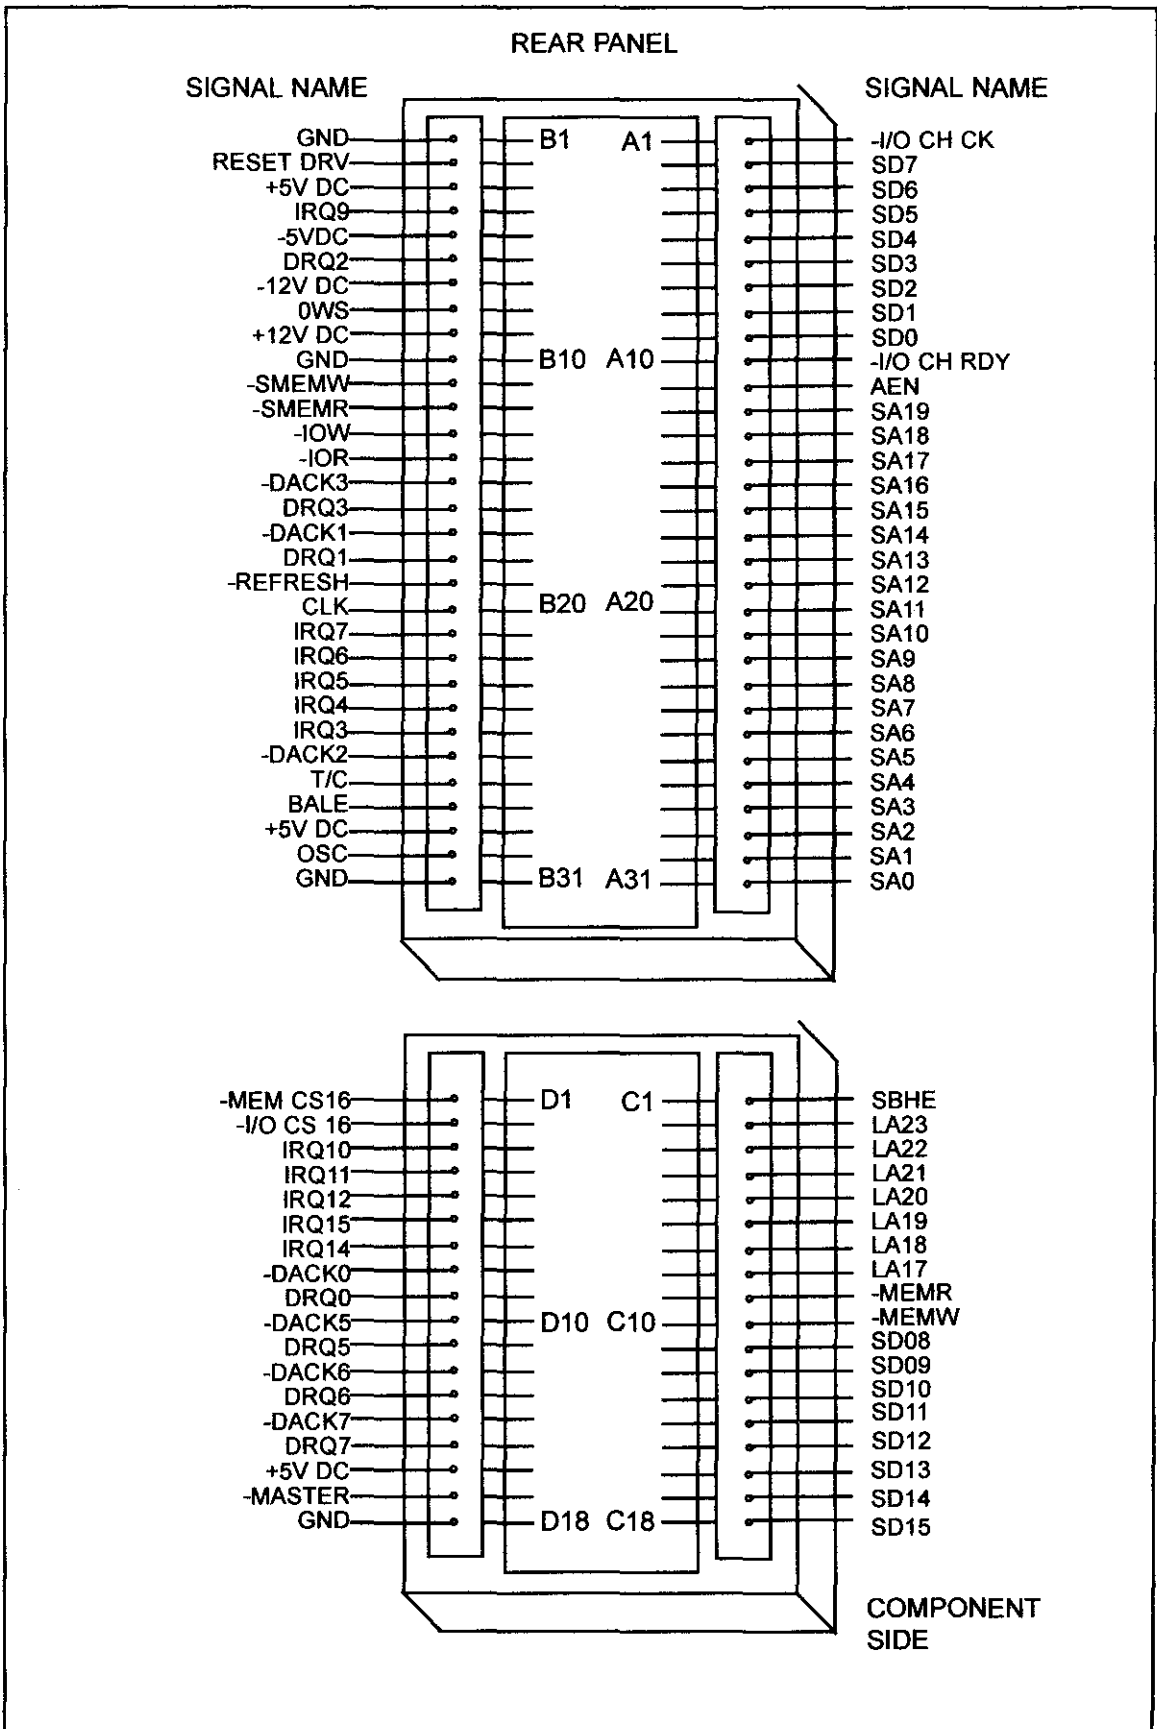 REAR PANEL
SIGNAL NAME SIGNAL NAME
GND B1 A1 -I/O CH CK
RESET DRV SD7
+5V DC SD6
IRQ9 SD5
-5VDC SD4
DRQ2 SD3
-12V DC SD2
0WS SD1
+12V DC SD0
GND B10 A10 -I/O CH RDY
-SMEMW AEN
-SMEMR SA19
-IOW SA18
-IOR SA17
-DACK3 SA16
DRQ3 SA15
-DACK1 SA14
DRQ1 SA13
-REFRESH SA12
CLK B20 A20 SA11
IRQ7 SA10
IRQ6 SA9
IRQ5 SA8
IRQ4 SA7
IRQ3 SA6
-DACK2 SA5
T/C SA4
BALE SA3
+5V DC SA2
OSC SA1
GND B31 A31 SA0
-MEM CS16 D1 C1 SBHE
-I/O CS 16 LA23
IRQ10 LA22
IRQ11 LA21
IRQ12 LA20
IRQ15 LA19
IRQ14 LA18
-DACK0 LA17
DRQ0 -MEMR
-DACK5 D10 C10 -MEMW
DRQ5 SD08
-DACK6 SD09
DRQ6 SD10
-DACK7 SD11
DRQ7 SD12
+5V DC SD13
-MASTER SD14
GND D18 C18 SD15
COMPONENT
SIDE